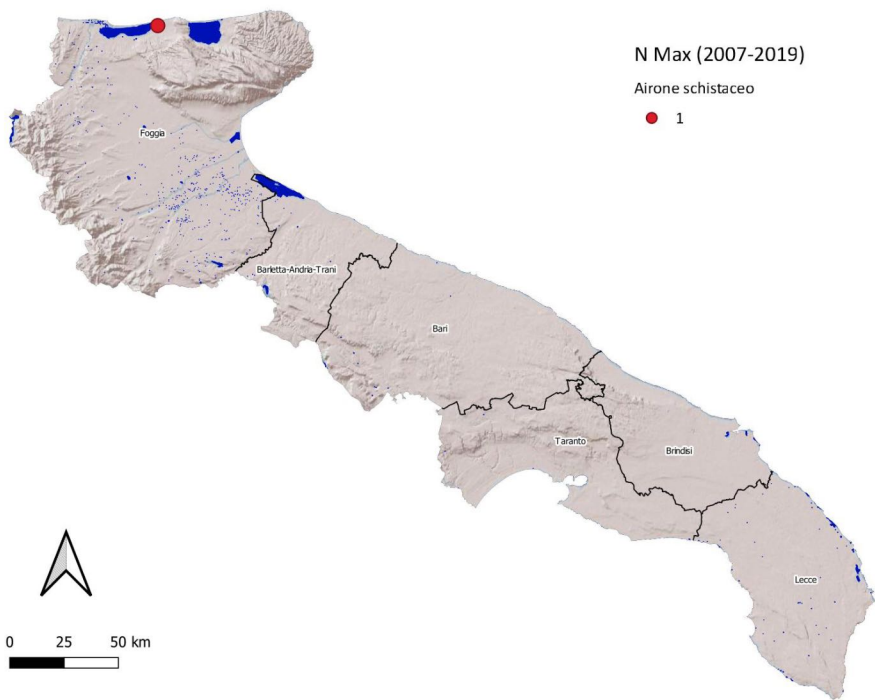 N Max (2007-2019)
Airone schistaceo
1
Foggia
Barletta-Andria-Trani
Bari
Taranto
Brindisi
Lecce
0 25 50 km